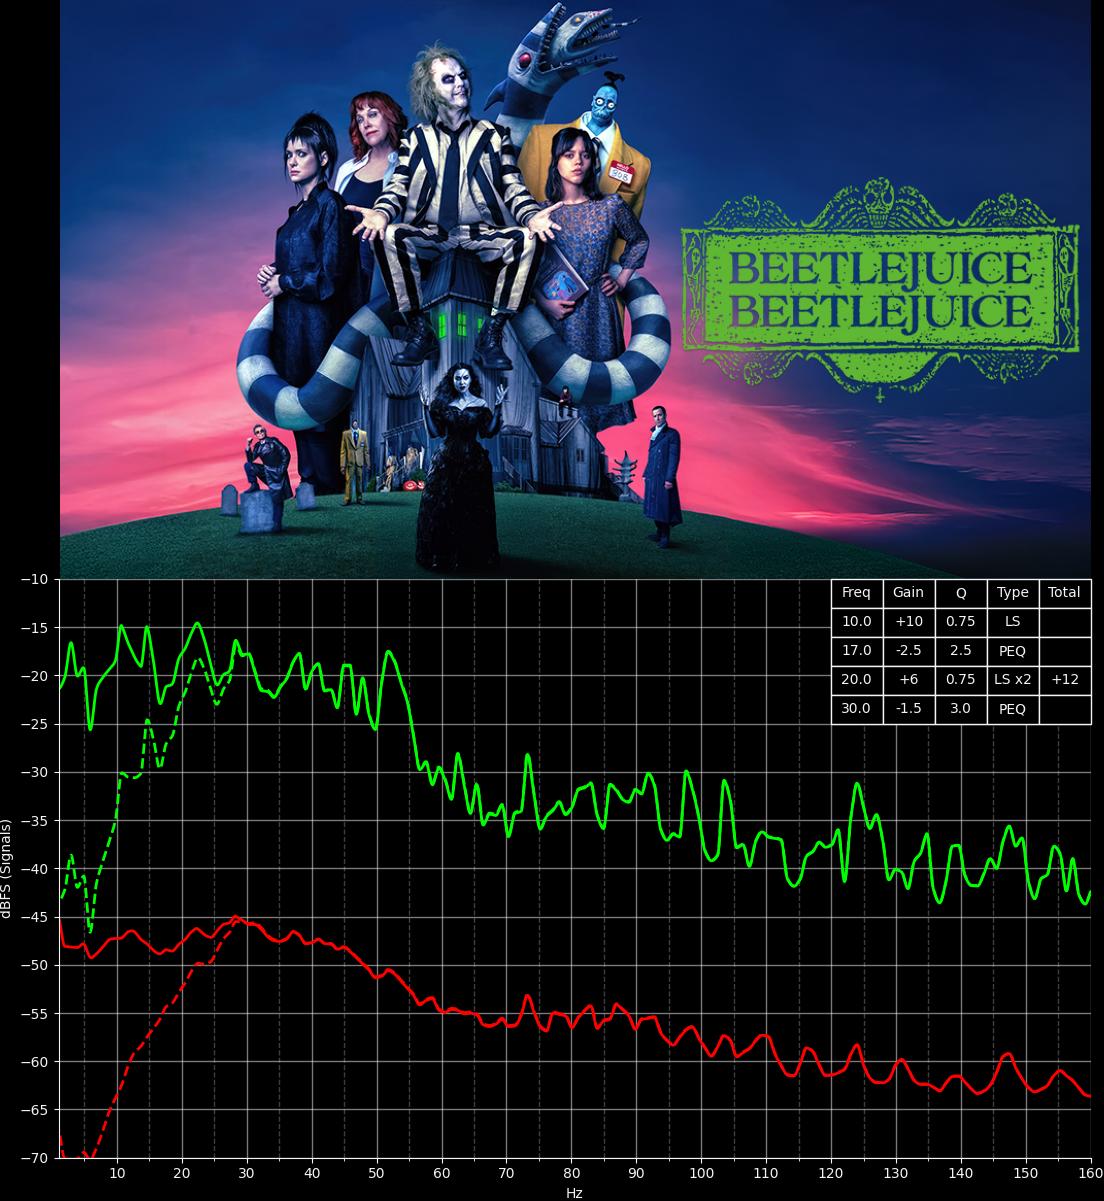 HELLO
BOB
BEETLEJUICE
BEETLEJUICE
Freq Gain Q Type Total
10.0 +10 0.75 LS
17.0 -2.5 2.5 PEQ
20.0 +6 0.75 LS x2 +12
30.0 -1.5 3.0 PEQ
−10
−15
−20
−25
−30
−35
−40
−45
−50
−55
−60
−65
−70
dBFS (Signals)
10 20 30 40 50 60 70 80 90 100 110 120 130 140 150 160
Hz